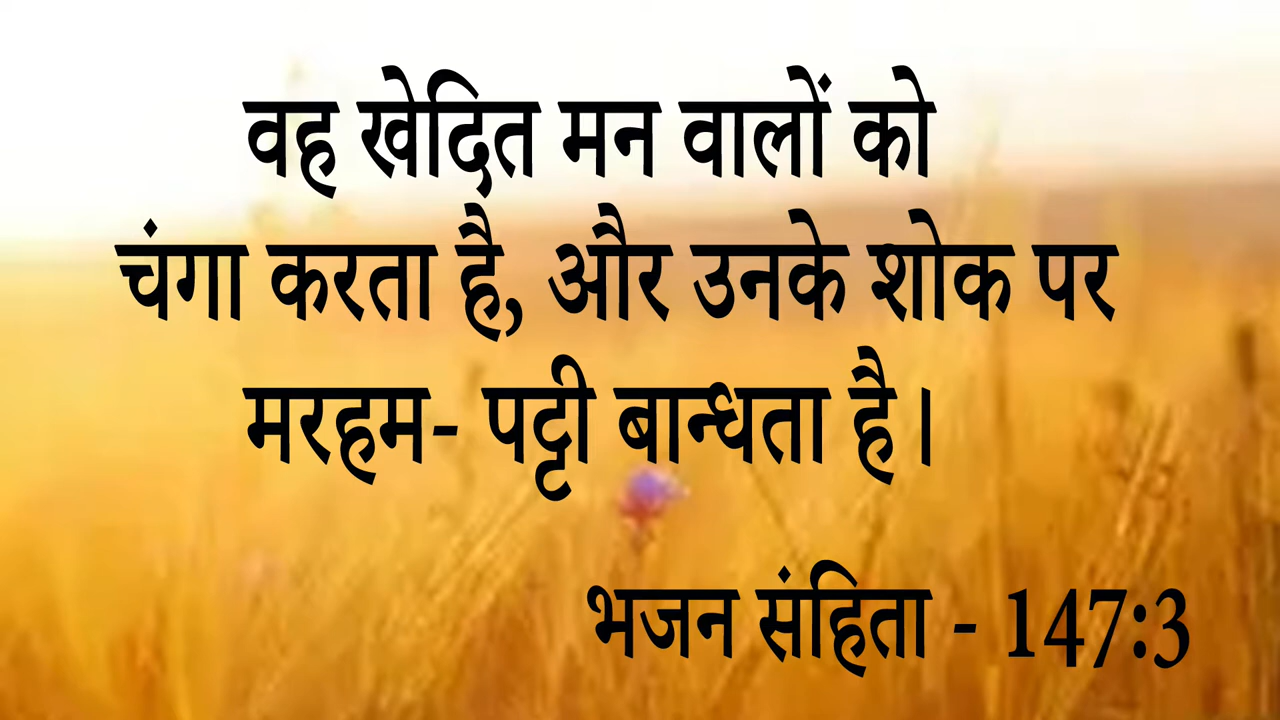 वह खेदित मन वालों को
चंगा करता है, और उनके शोक पर
मरहम- पट्टी बान्धता है।
भजन संहिता - 147:3